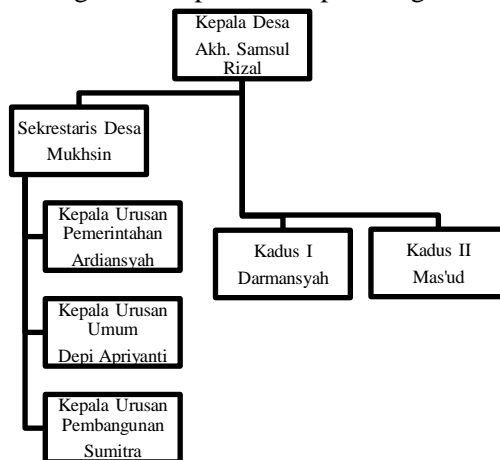 Kepala Desa
Akh. Samsul
Rizal
Sekrestaris Desa
Mukhsin
Kepala Urusan
Pemerintahan
Ardiansyah
Kadus I
Darmansyah
Kadus II
Mas'ud
Kepala Urusan
Umum
Depi Apriyanti
Kepala Urusan
Pembangunan
Sumitra